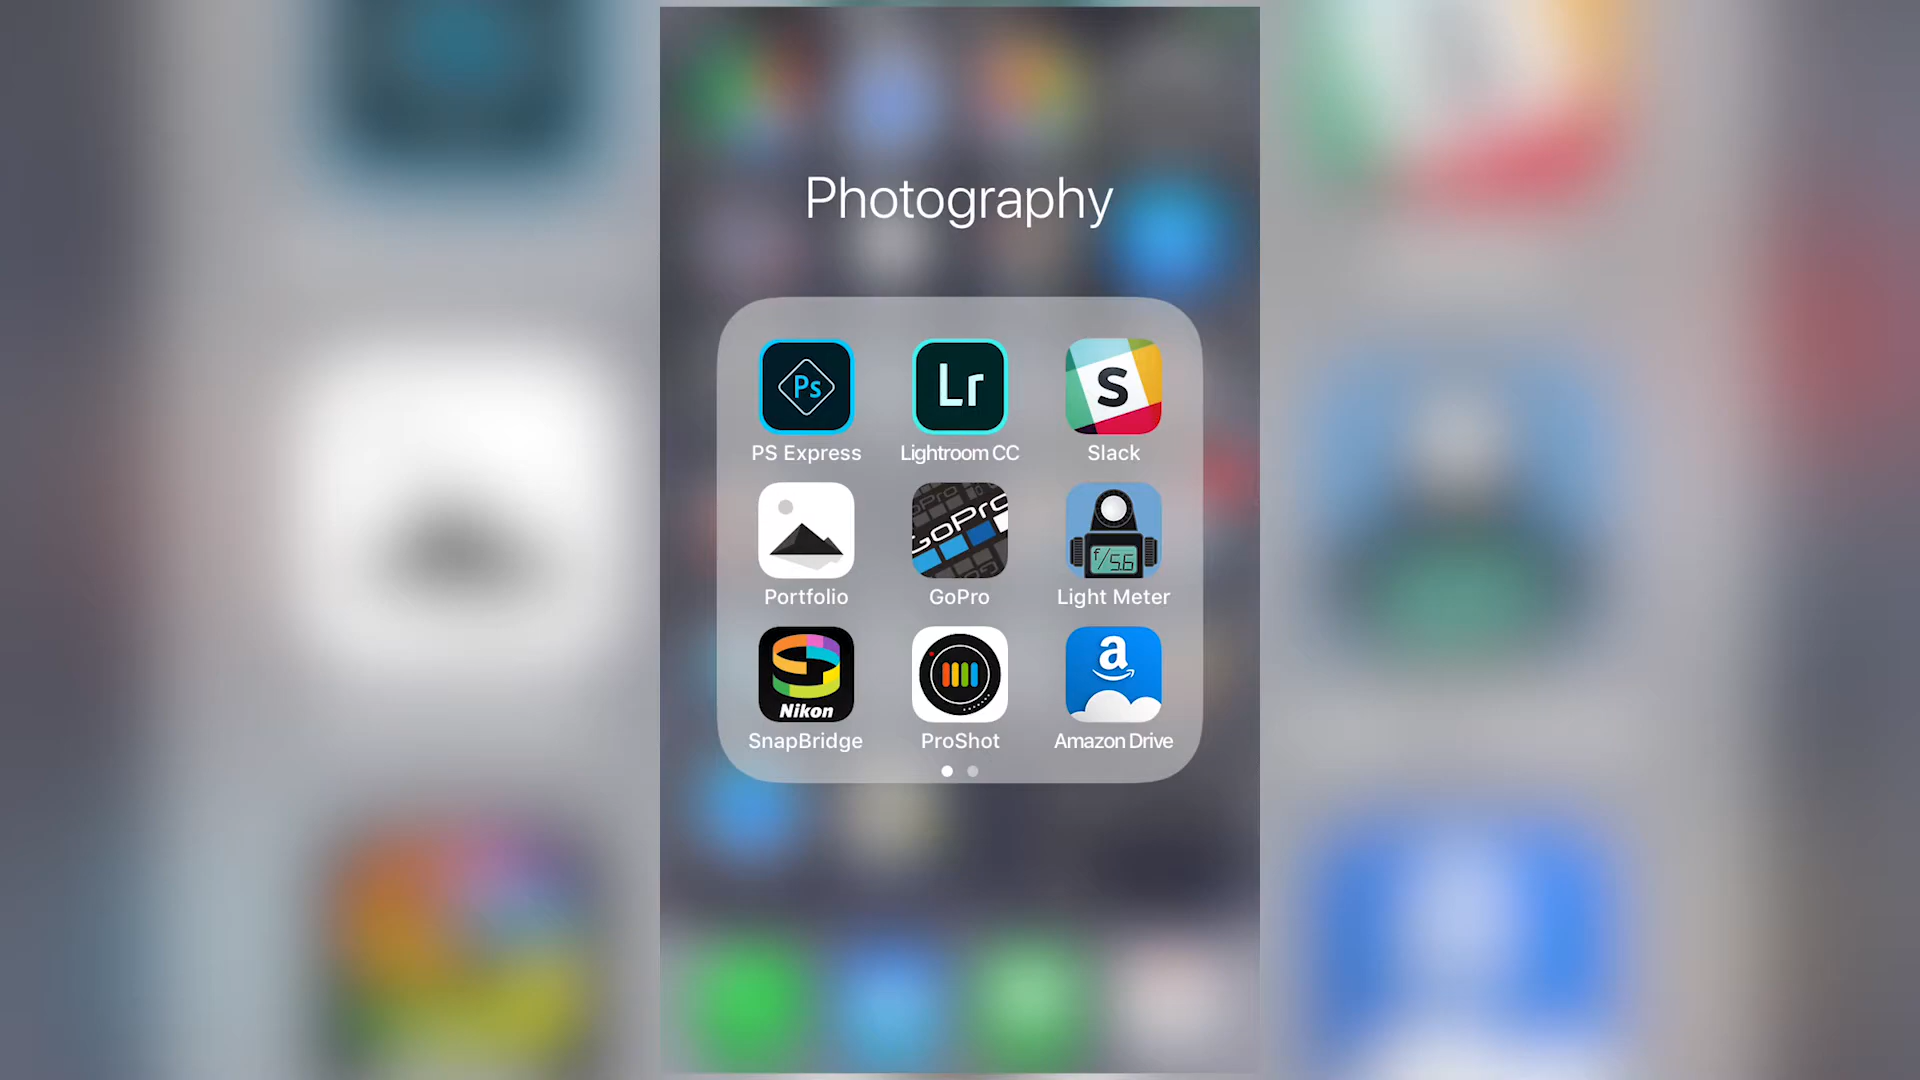 Photography
Ps
Lr
S
PS Express
Lightroom CC
Slack
GoPro
GoPro
f/5.6
Portfolio
GoPro
Light Meter
Nikon
a
SnapBridge
ProShot
Amazon Drive